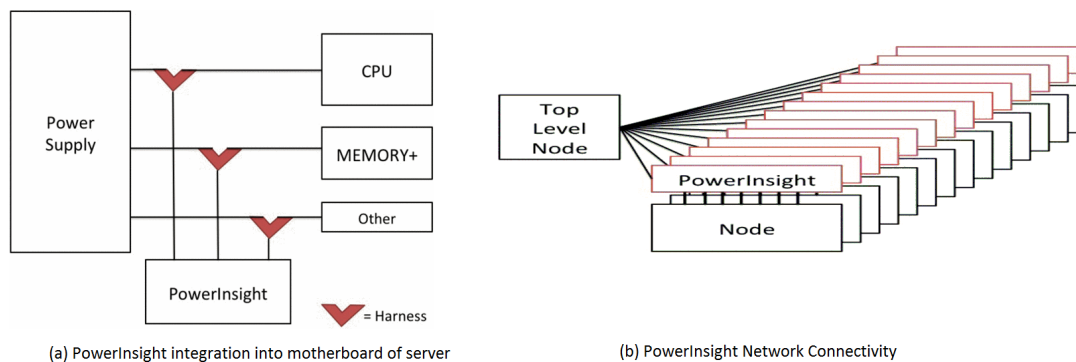 Power
Supply
CPU
MEMORY+
Other
PowerInsight
= Harness
(a) PowerInsight integration into motherboard of server
Top
Level
Node
PowerInsight
Node
(b) PowerInsight Network Connectivity